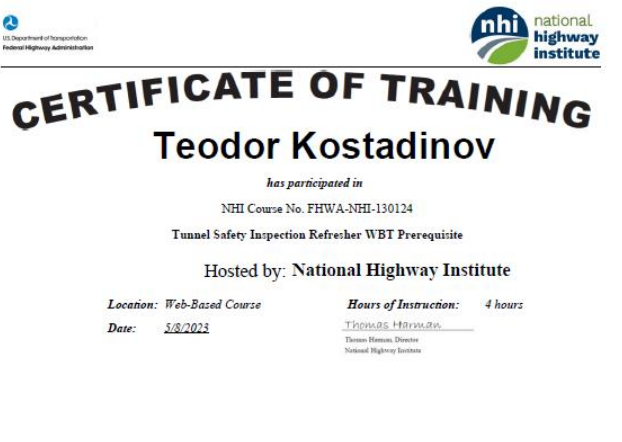 U.S. Department of Transportation
Federal Highway Administration
nhi national
highway
institute
CERTIFICATE OF TRAINING
Teodor Kostadinov
has participated in
NHI Course No. FHWA-NHI-130124
Tunnel Safety Inspection Refresher WBT Prerequisite
Hosted by: National Highway Institute
Location: Web-Based Course Hours of Instruction: 4 hours
Date: 5/8/2023 Thomas Harman
Thomas Harman, Director
National Highway Institute